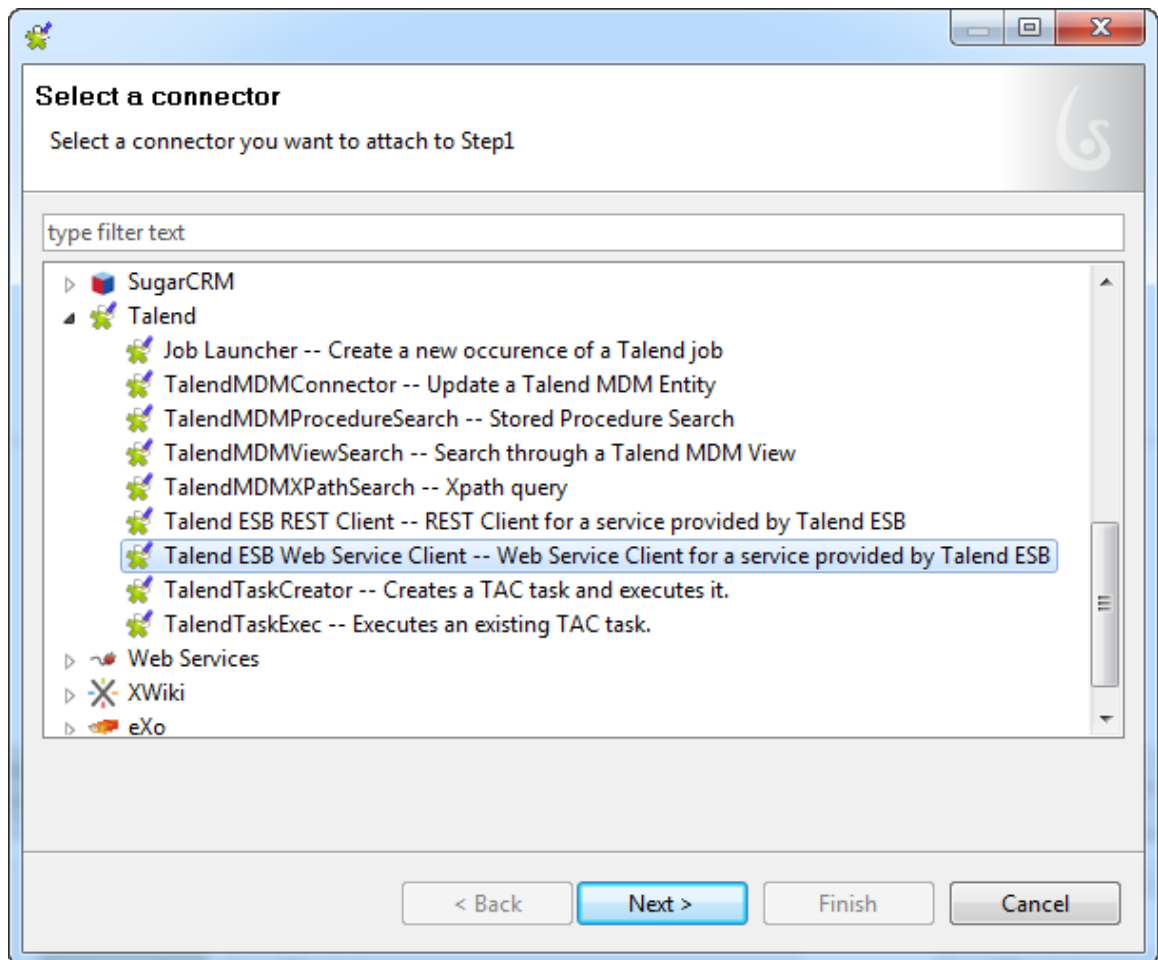 Select a connector
Select a connector you want to attach to Step1
type filter text
SugarCRM
Talend
Job Launcher -- Create a new occurence of a Talend job
TalendMDMConnector -- Update a Talend MDM Entity
TalendMDMProcedureSearch -- Stored Procedure Search
TalendMDMViewSearch -- Search through a Talend MDM View
TalendMDMXPathSearch -- Xpath query
Talend ESB REST Client -- REST Client for a service provided by Talend ESB
Talend ESB Web Service Client -- Web Service Client for a service provided by Talend ESB
TalendTaskCreator -- Creates a TAC task and executes it.
TalendTaskExec -- Executes an existing TAC task.
Web Services
XWiki
eXo
< Back Next > Finish Cancel